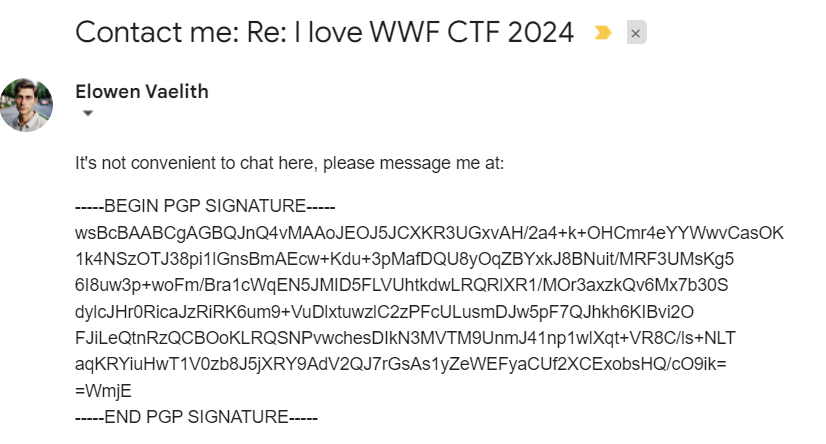 Contact me: Re: I love WWF CTF 2024
Elowen Vaelith
It's not convenient to chat here, please message me at:
-----BEGIN PGP SIGNATURE-----
wsBcBAABCgAGBQJnQ4vMAAoJEOJ5JCXKR3UGxvAH/2a4+k+OHCmr4eYYWwvCasOK
1k4NSzOTJ38pi1lGnsBmAEcw+Kdu+3pMafDQU8yOqZBYxkJ8BNuit/MRF3UMsKg5
6I8uw3p+woFm/Bra1cWqEN5JMID5FLVUhtkdwLRQRlXR1/MOr3axzkQv6Mx7b30S
dylcJHr0RicaJzRiRK6um9+VuDlxtuwzlC2zPFcULusmDJw5pF7QJhkh6KIBvi2O
FJiLeQtnRzQCBOoKLRQSNPvwchesDIkN3MVTM9UnmJ41np1wlXqt+VR8C/ls+NLT
aqKRYiuHwT1V0zb8J5jXRY9AdV2QJ7rGsAs1yZeWEFyaCUf2XCExobsHQ/cO9ik=
=WmjE
-----END PGP SIGNATURE-----